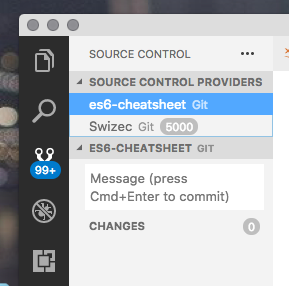 SOURCE CONTROL
SOURCE CONTROL PROVIDERS
es6-cheatsheet Git
Swizec Git 5000
ES6-CHEATSHEET GIT
99+
Message (press
Cmd+Enter to commit)
CHANGES 0